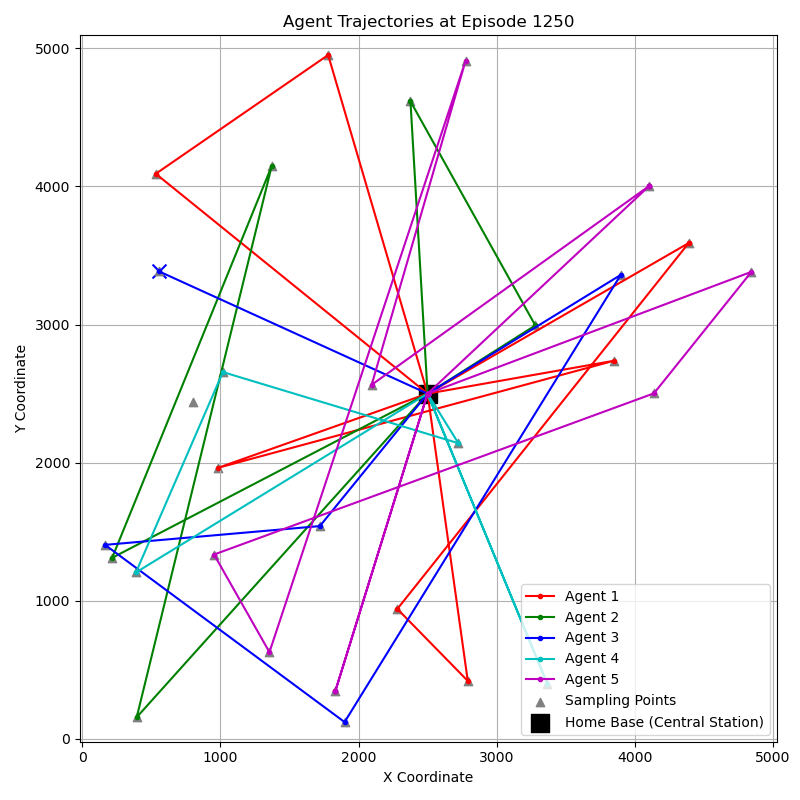 Agent Trajectories at Episode 1250
Y Coordinate
5000
4000
3000
2000
1000
0
Agent 1
Agent 2
Agent 3
Agent 4
Agent 5
Sampling Points
Home Base (Central Station)
0 1000 2000 3000 4000 5000
X Coordinate